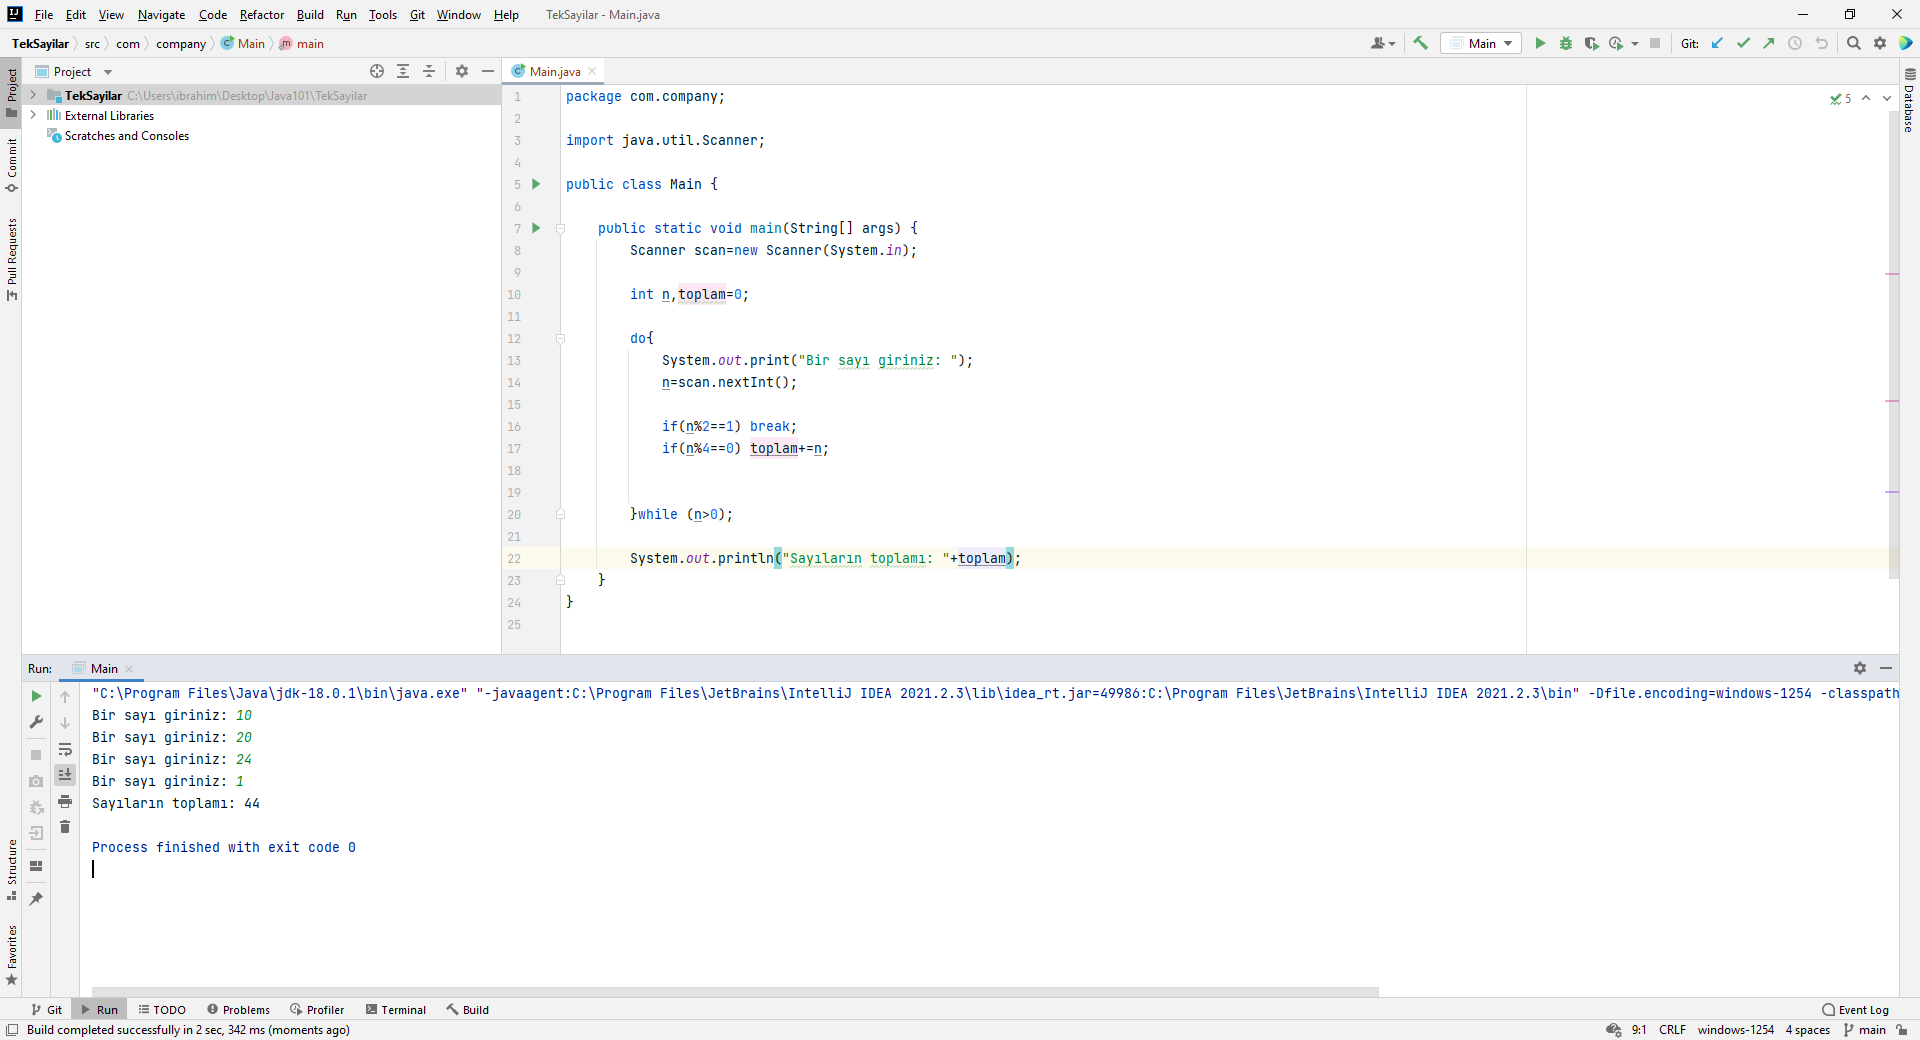 File Edit View Navigate Code Refactor Build Run Tools Git Window Help TekSayilar - Main.java
TekSayilar src com company Main main
Main Git:
Project
Main.java
TekSayilar C:\Users\ibrahim\Desktop\Java101\TekSayilar
External Libraries
Scratches and Consoles
Project
Commit
Pull Requests
Structure
Favorites
Database
5
1 package com.company;
2
3 import java.util.Scanner;
4
5 public class Main {
6
7 public static void main(String[] args) {
8 Scanner scan=new Scanner(System.in);
9
10 int n,toplam=0;
11
12 do{
13 System.out.print("Bir sayı giriniz: ");
14 n=scan.nextInt();
15
16 if(n%2==1) break;
17 if(n%4==0) toplam+=n;
18
19
20 }while (n>0);
21
22 System.out.println("Sayıların toplamı: "+toplam);
23 }
24 }
25
Run: Main
"C:\Program Files\Java\jdk-18.0.1\bin\java.exe" "-javaagent:C:\Program Files\JetBrains\IntelliJ IDEA 2021.2.3\lib\idea_rt.jar=49986:C:\Program Files\JetBrains\IntelliJ IDEA 2021.2.3\bin" -Dfile.encoding=windows-1254 -classpath
Bir sayı giriniz: 10
Bir sayı giriniz: 20
Bir sayı giriniz: 24
Bir sayı giriniz: 1
Sayıların toplamı: 44
Process finished with exit code 0
Git Run TODO Problems Profiler Terminal Build Event Log
Build completed successfully in 2 sec, 342 ms (moments ago) 9:1 CRLF windows-1254 4 spaces main